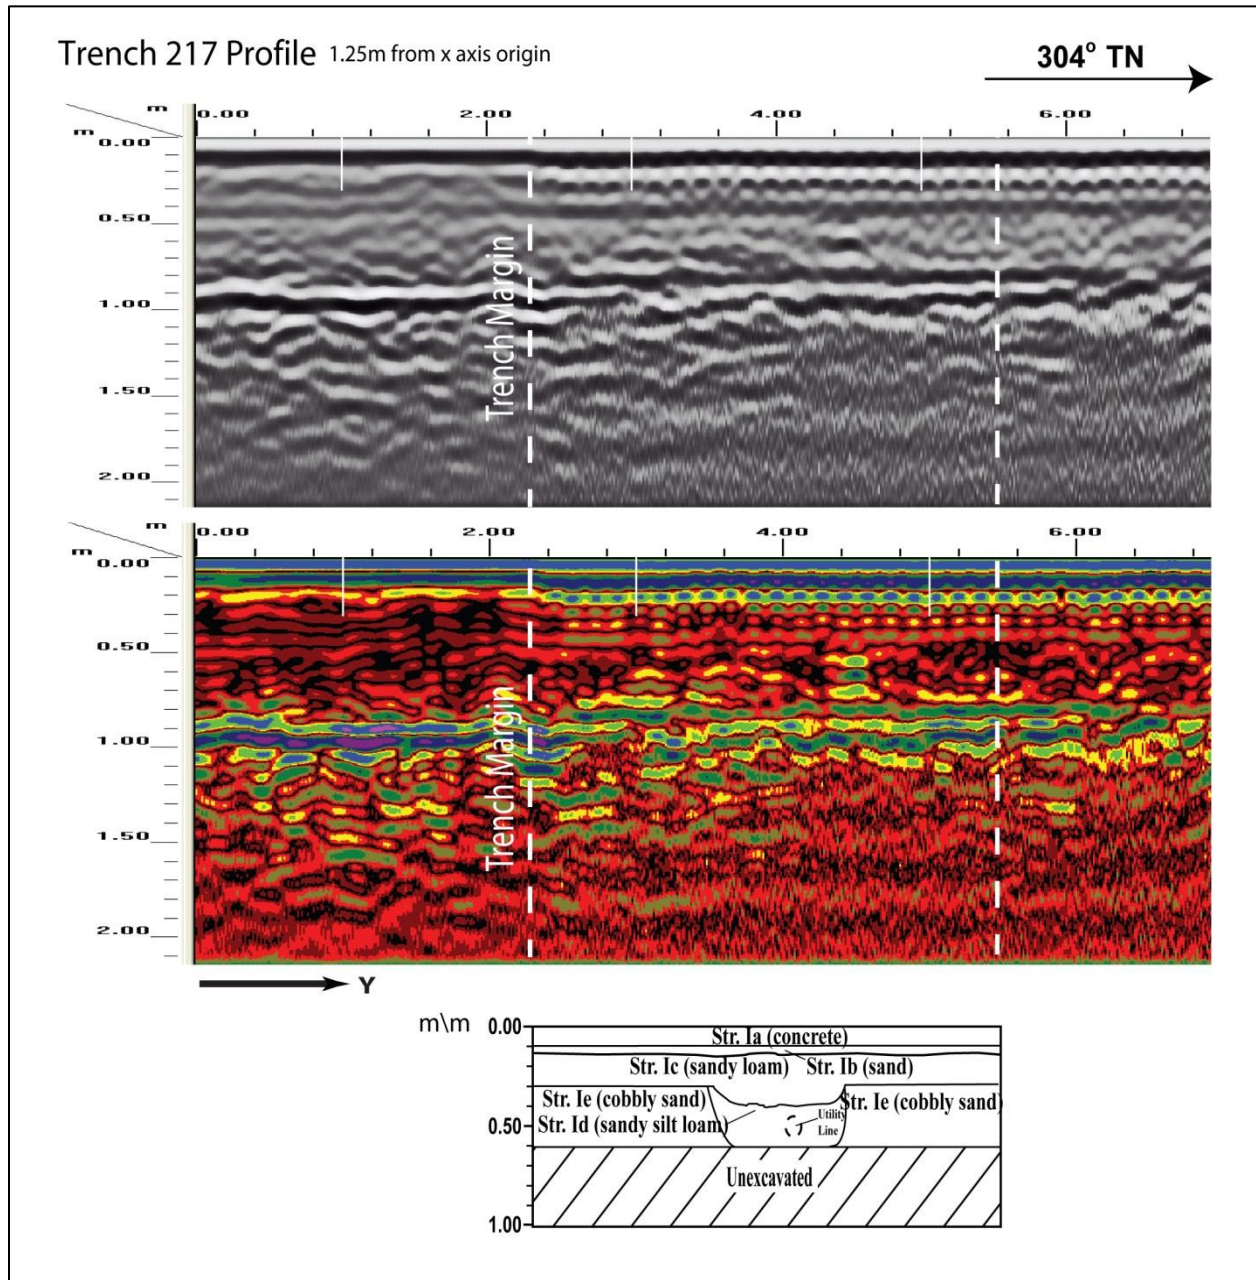 Trench 217 Profile 1.25m from x axis origin
304° TN
m 0.00 2.00 4.00 6.00
m
0.00
0.50
1.00
1.50
2.00
Trench Margin
m 0.00 2.00 4.00 6.00
m
0.00
0.50
1.00
1.50
2.00
Trench Margin
Y
m\m 0.00
Str. Ia (concrete)
Str. Ic (sandy loam) Str. Ib (sand)
Str. Ie (cobbly sand) Str. Ie (cobbly sand)
Str. Id (sandy silt loam) Utility
Line
0.50
Unexcavated
1.00